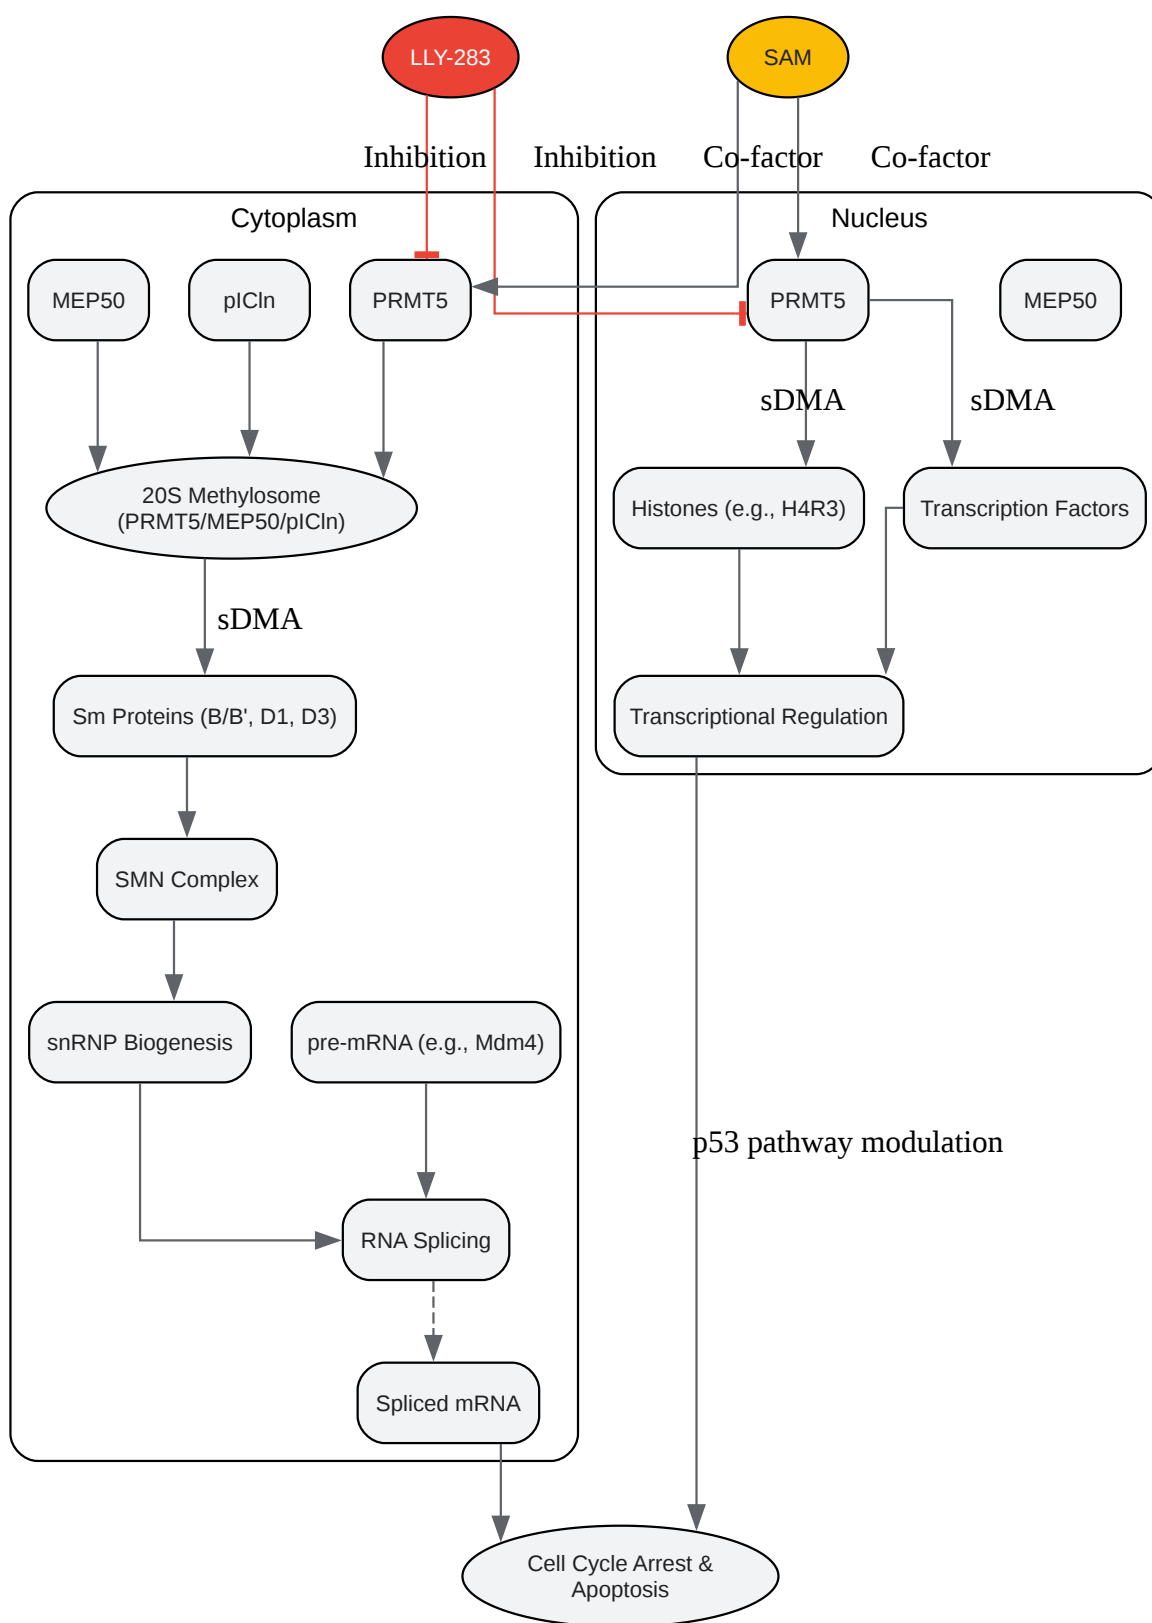 LLY-283
SAM
Inhibition
Inhibition
Co-factor
Co-factor
Cytoplasm
Nucleus
MEP50
pICln
PRMT5
PRMT5
MEP50
sDMA
sDMA
20S Methylosome
(PRMT5/MEP50/pICln)
Histones (e.g., H4R3)
Transcription Factors
sDMA
Sm Proteins (B/B', D1, D3)
Transcriptional Regulation
SMN Complex
snRNP Biogenesis
pre-mRNA (e.g., Mdm4)
p53 pathway modulation
RNA Splicing
Spliced mRNA
Cell Cycle Arrest &
Apoptosis